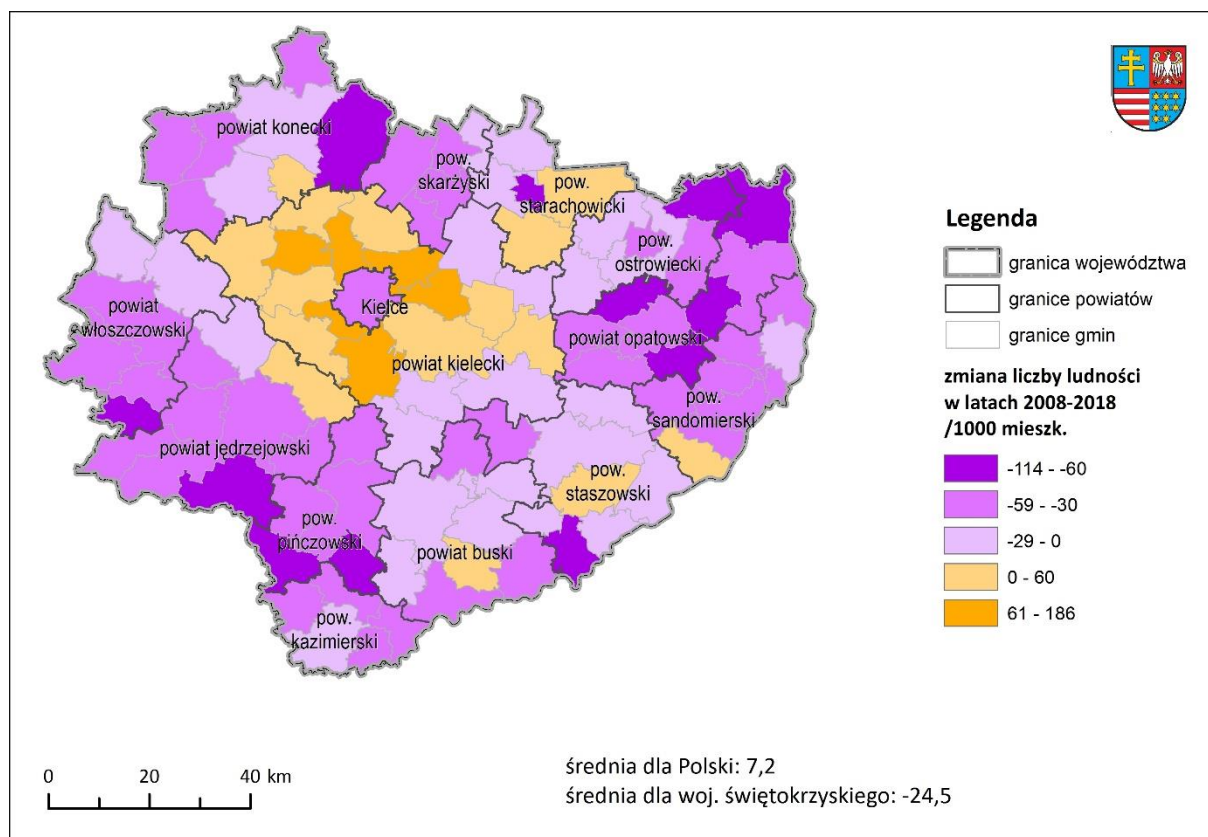 powiat konecki
pow.
skarżyski
pow.
starachowicki
pow.
ostrowiecki
powiat
włoszczowski
Kielce
powiat opatowski
powiat kielecki
pow.
sandomierski
powiat jędrzejowski
pow.
staszowski
pow.
pińczowski
powiat buski
pow.
kazimierski
Legenda
granica województwa
granice powiatów
granice gmin
zmiana liczby ludności
w latach 2008-2018
/1000 mieszk.
-114 - -60
-59 - -30
-29 - 0
0 - 60
61 - 186
0 20 40 km
średnia dla Polski: 7,2
średnia dla woj. świętokrzyskiego: -24,5